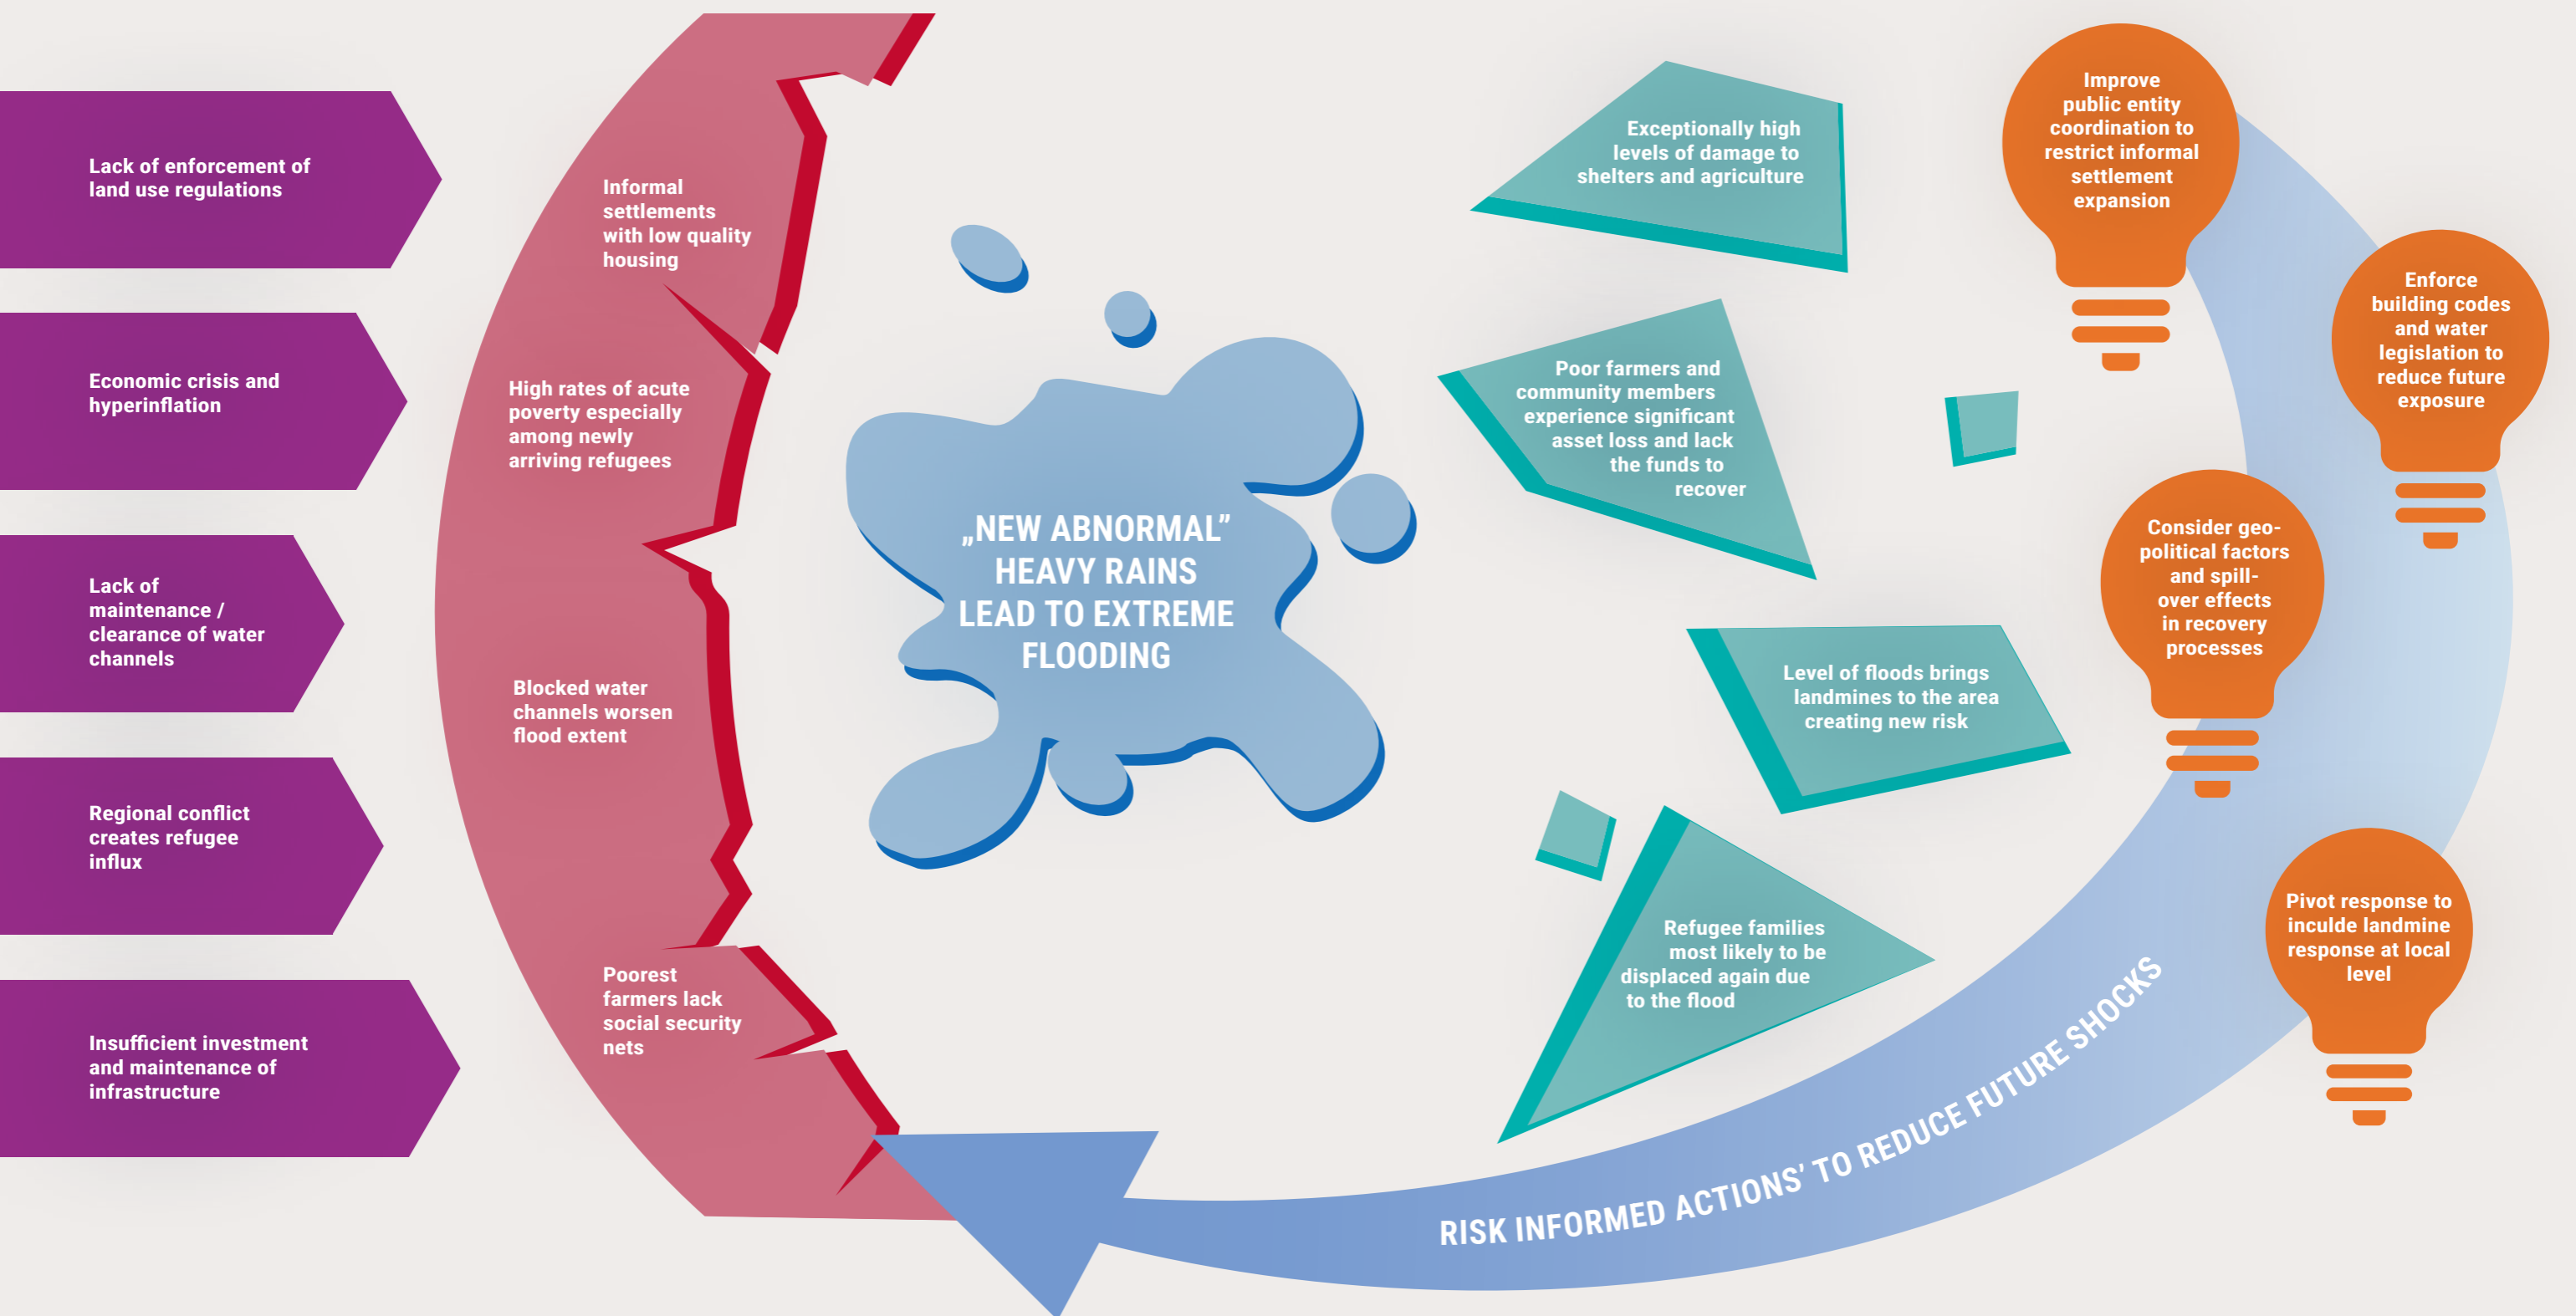 Lack of enforcement of
land use regulations
Economic crisis and
hyperinflation
Lack of
maintenance /
clearance of water
channels
Regional conflict
creates refugee
influx
Insufficient investment
and maintenance of
infrastructure
Informal
settlements
with low quality
housing
High rates of acute
poverty especially
among newly
arriving refugees
Blocked water
channels worsen
flood extent
Poorest
farmers lack
social security
nets
„NEW ABNORMAL”
HEAVY RAINS
LEAD TO EXTREME
FLOODING
Exceptionally high
levels of damage to
shelters and agriculture
Poor farmers and
community members
experience significant
asset loss and lack
the funds to
recover
Level of floods brings
landmines to the area
creating new risk
Refugee families
most likely to be
displaced again due
to the flood
Improve
public entity
coordination to
restrict informal
settlement
expansion
Enforce
building codes
and water
legislation to
reduce future
exposure
Consider geo-
political factors
and spill-
over effects
in recovery
processes
Pivot response to
inculde landmine
response at local
level
RISK INFORMED ACTIONS’ TO REDUCE FUTURE SHOCKS